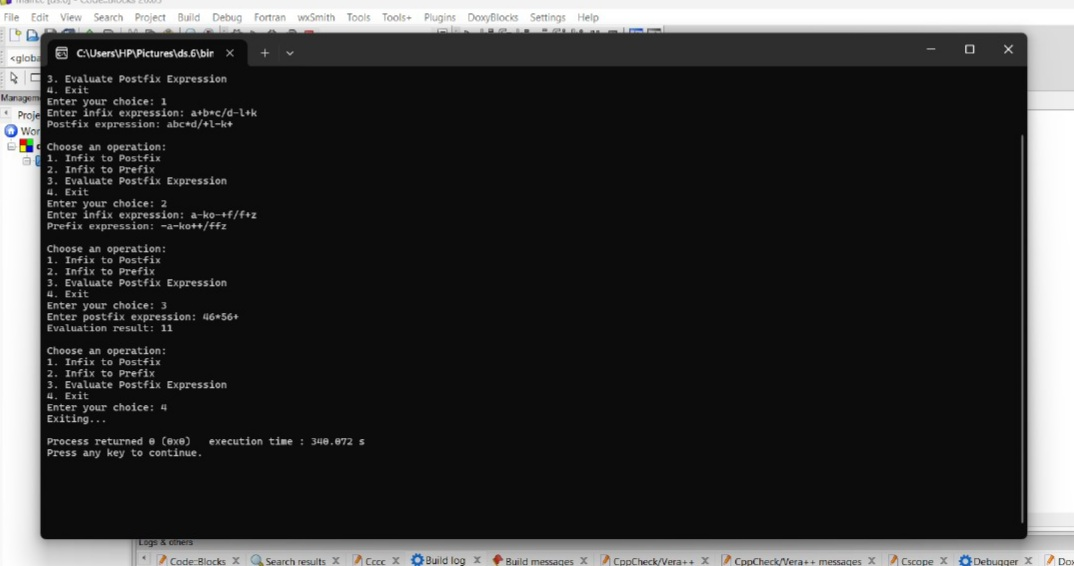 File Edit View Search Project Build Debug Fortran wxSmith Tools Tools+ Plugins DoxyBlocks Settings Help
<globa
C:\Users\HP\Pictures\ds.6\bin
Managemen
Proje
Wor
3. Evaluate Postfix Expression
4. Exit
Enter your choice: 1
Enter infix expression: a+b*c/d-l+k
Postfix expression: abc*d/+l-k+
Choose an operation:
1. Infix to Postfix
2. Infix to Prefix
3. Evaluate Postfix Expression
4. Exit
Enter your choice: 2
Enter infix expression: a-ko-+f/f+z
Prefix expression: -a-ko++/ffz
Choose an operation:
1. Infix to Postfix
2. Infix to Prefix
3. Evaluate Postfix Expression
4. Exit
Enter your choice: 3
Enter postfix expression: 46*56+
Evaluation result: 11
Choose an operation:
1. Infix to Postfix
2. Infix to Prefix
3. Evaluate Postfix Expression
4. Exit
Enter your choice: 4
Exiting...
Process returned 0 (0x0) execution time : 340.072 s
Press any key to continue.
Logs & others
Code::Blocks Search results Cccc Build log Build messages CppCheck/Vera++ CppCheck/Vera++ messages Cscope Debugger Dox